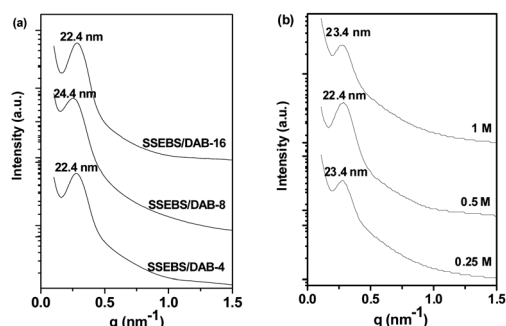 (a)
22.4 nm
24.4 nm
SSEBS/DAB-16
22.4 nm
SSEBS/DAB-8
SSEBS/DAB-4
Intensity (a.u.)
0.0 0.5 1.0 1.5
q (nm-1)
(b)
23.4 nm
22.4 nm
1 M
23.4 nm
0.5 M
0.25 M
Intensity (a.u.)
0.0 0.5 1.0 1.5
q (nm-1)